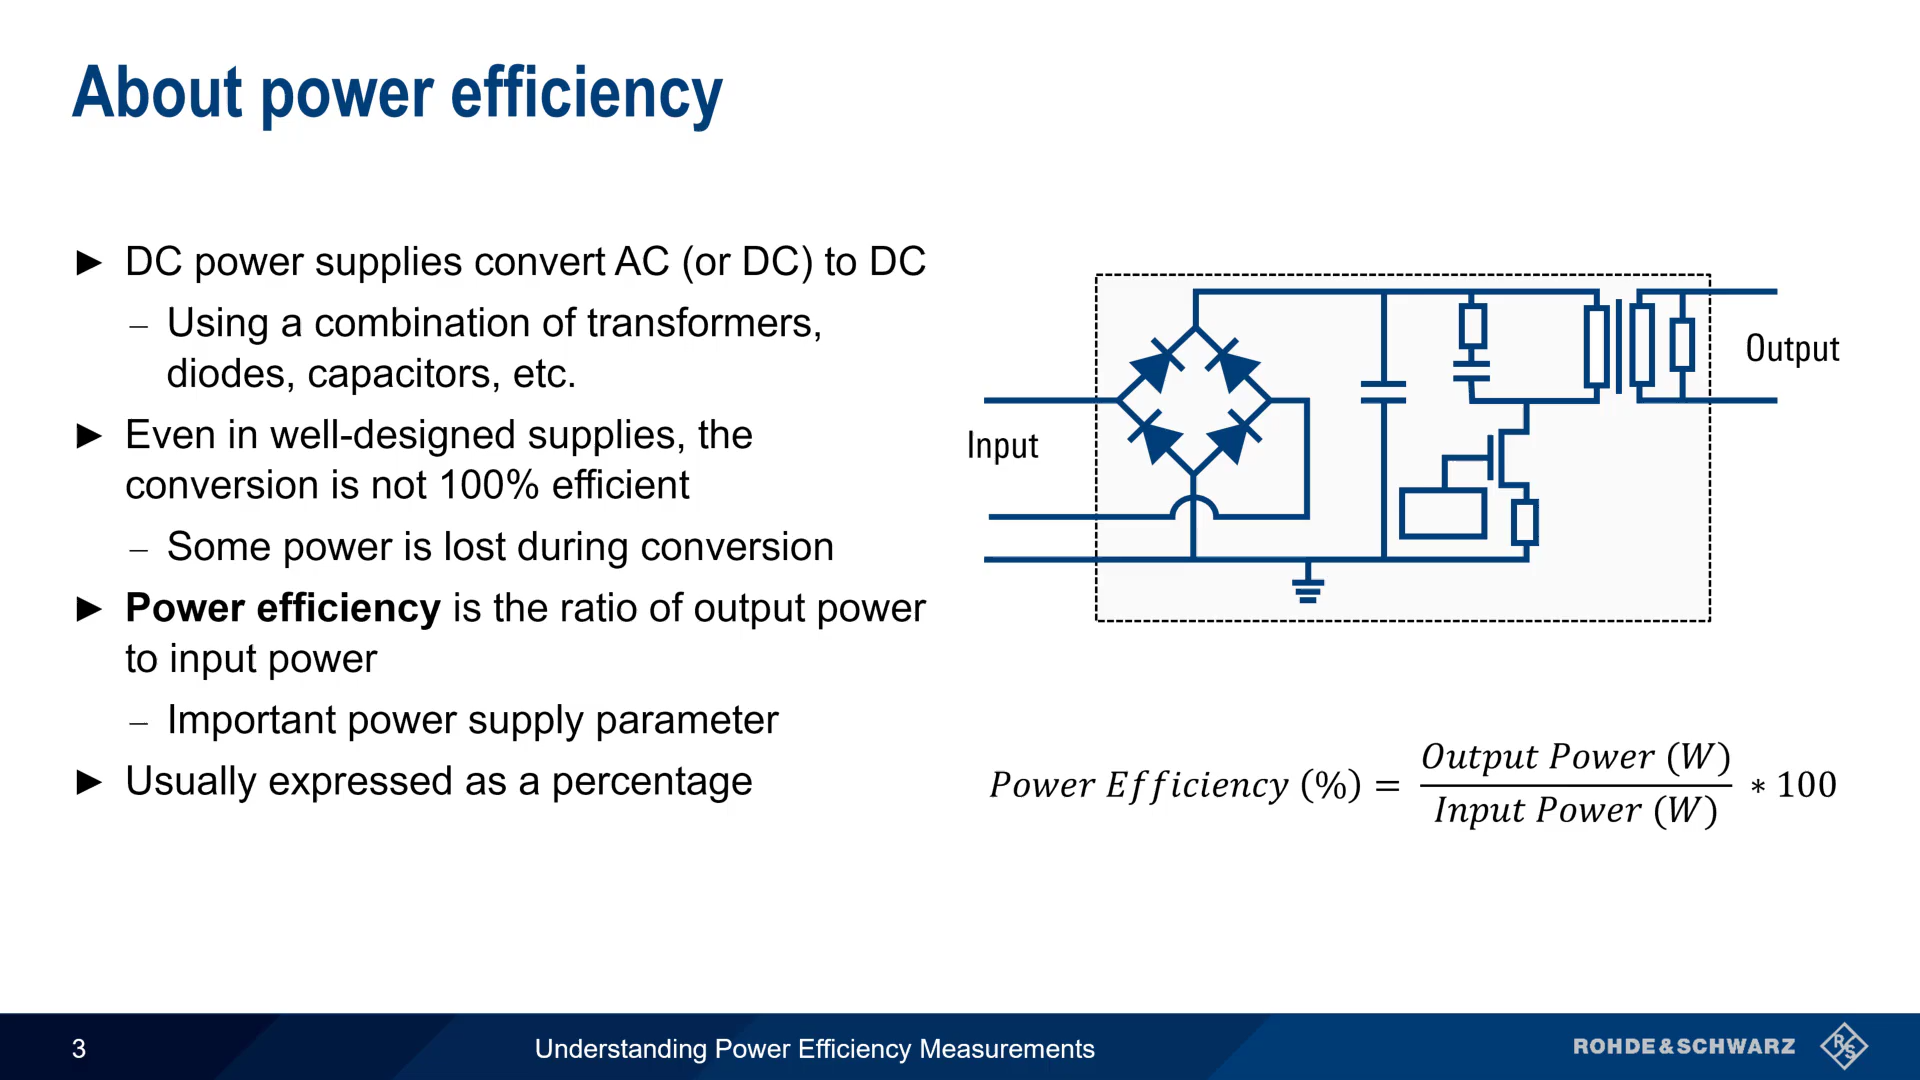 About power efficiency
► DC power supplies convert AC (or DC) to DC
– Using a combination of transformers,
diodes, capacitors, etc.
► Even in well-designed supplies, the
conversion is not 100% efficient
– Some power is lost during conversion
► Power efficiency is the ratio of output power
to input power
– Important power supply parameter
► Usually expressed as a percentage
Input
Output
Power Efficiency (%) = Output Power (W) / Input Power (W) * 100
3
Understanding Power Efficiency Measurements
ROHDE&SCHWARZ
RS